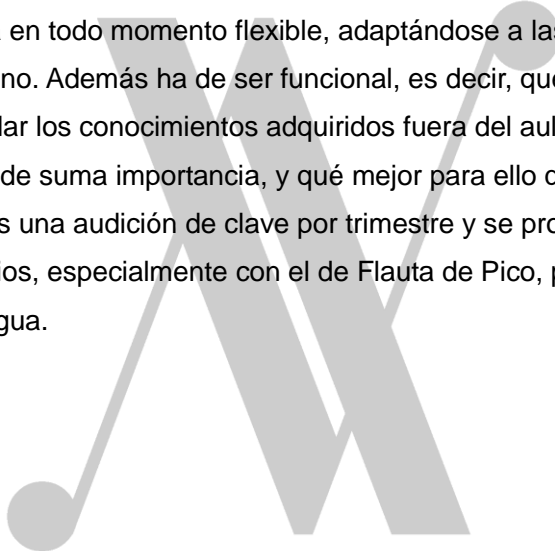 en todo momento flexible, adaptándose a las
no. Además ha de ser funcional, es decir, que
lar los conocimientos adquiridos fuera del aul
de suma importancia, y qué mejor para ello
s una audición de clave por trimestre y se pro
ios, especialmente con el de Flauta de Pico, p
gua.